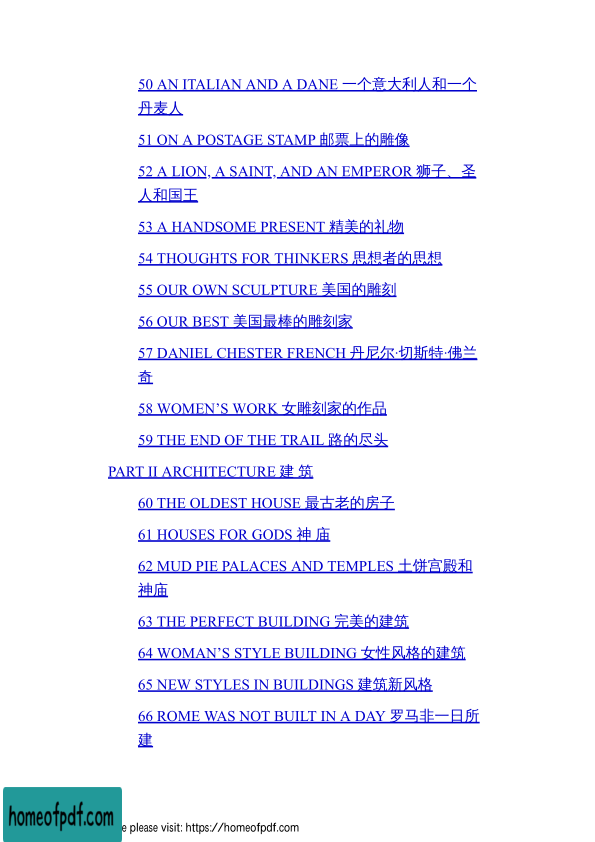 50 AN ITALIAN AND A DANE 一个意大利人和一个
丹麦人
51 ON A POSTAGE STAMP 邮票上的雕像
52 A LION, A SAINT, AND AN EMPEROR 狮子、圣
人和国王
53 A HANDSOME PRESENT 精美的礼物
54 THOUGHTS FOR THINKERS 思想者的思想
55 OUR OWN SCULPTURE 美国的雕刻
56 OUR BEST 美国最棒的雕刻家
57 DANIEL CHESTER FRENCH 丹尼尔·切斯特·佛兰
奇
58 WOMEN’S WORK 女雕刻家的作品
59 THE END OF THE TRAIL 路的尽头
PART II ARCHITECTURE 建 筑
60 THE OLDEST HOUSE 最古老的房子
61 HOUSES FOR GODS 神 庙
62 MUD PIE PALACES AND TEMPLES 土饼宫殿和
神庙
63 THE PERFECT BUILDING 完美的建筑
64 WOMAN’S STYLE BUILDING 女性风格的建筑
65 NEW STYLES IN BUILDINGS 建筑新风格
66 ROME WAS NOT BUILT IN A DAY 罗马非一日所
建
homeofpdf.com
please visit: https://homeofpdf.com